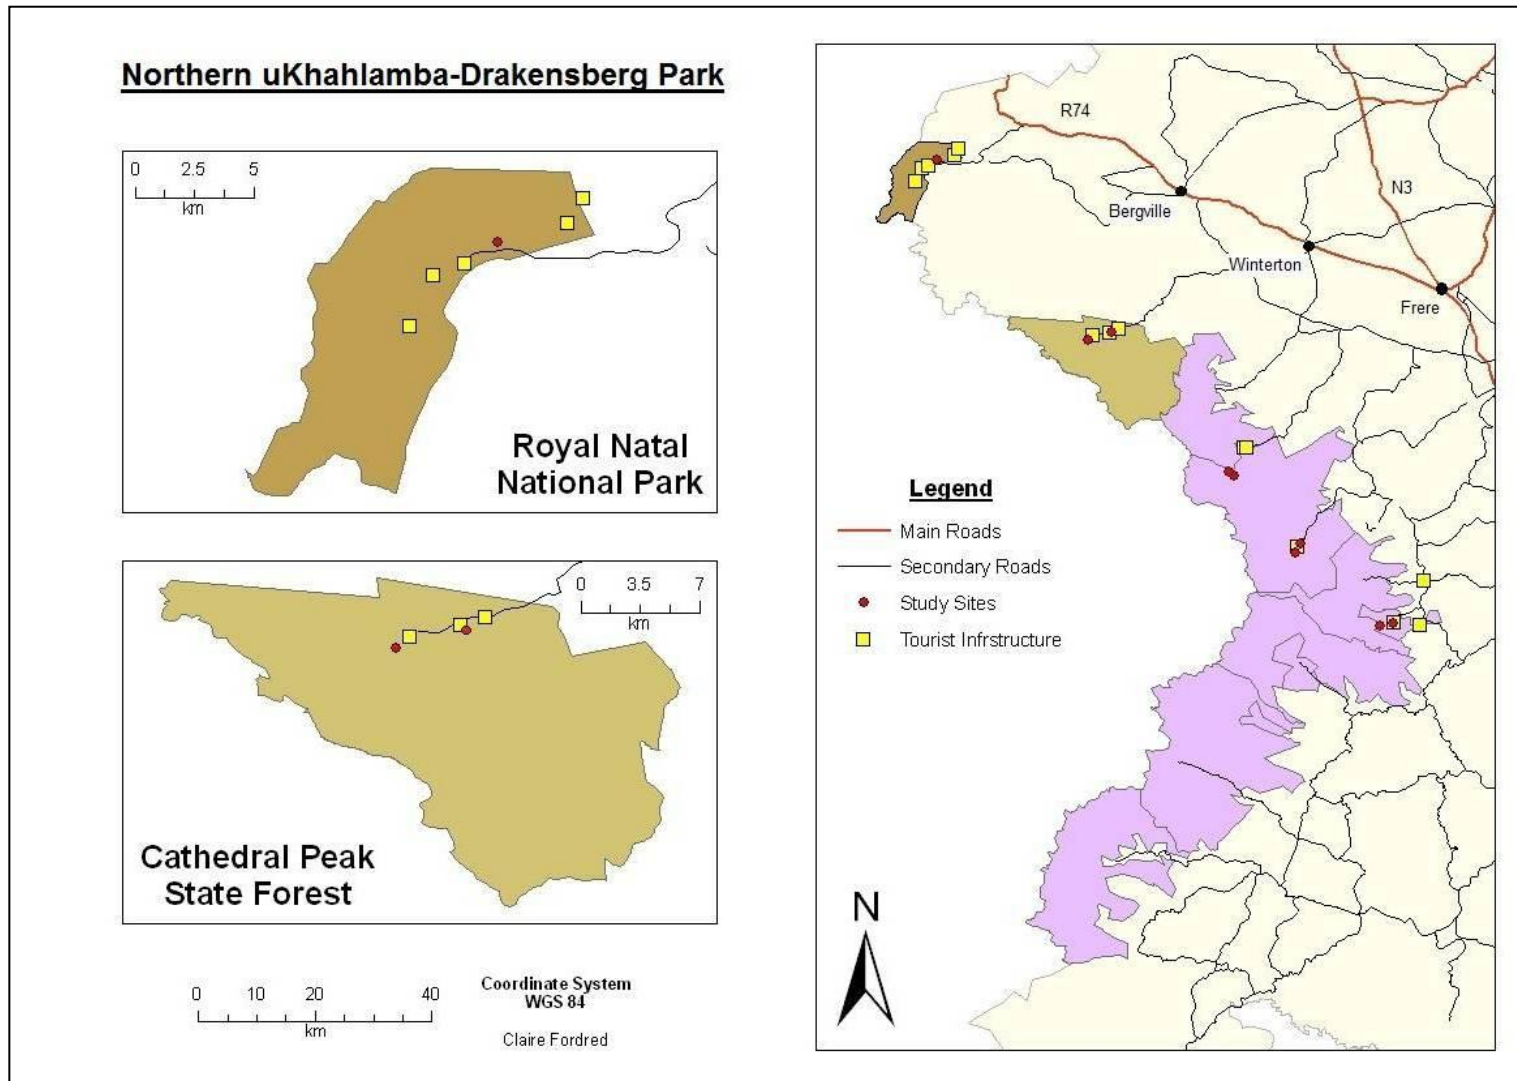 Northern uKhahlamba-Drakensberg Park
0 2.5 5
km
Royal Natal
National Park
0 3.5 7
km
Cathedral Peak
State Forest
0 10 20 40
km
Coordinate System
WGS 84
Claire Fordred
R74
N3
Bergville
Winterton
Frere
Legend
Main Roads
Secondary Roads
Study Sites
Tourist Infrstructure
N